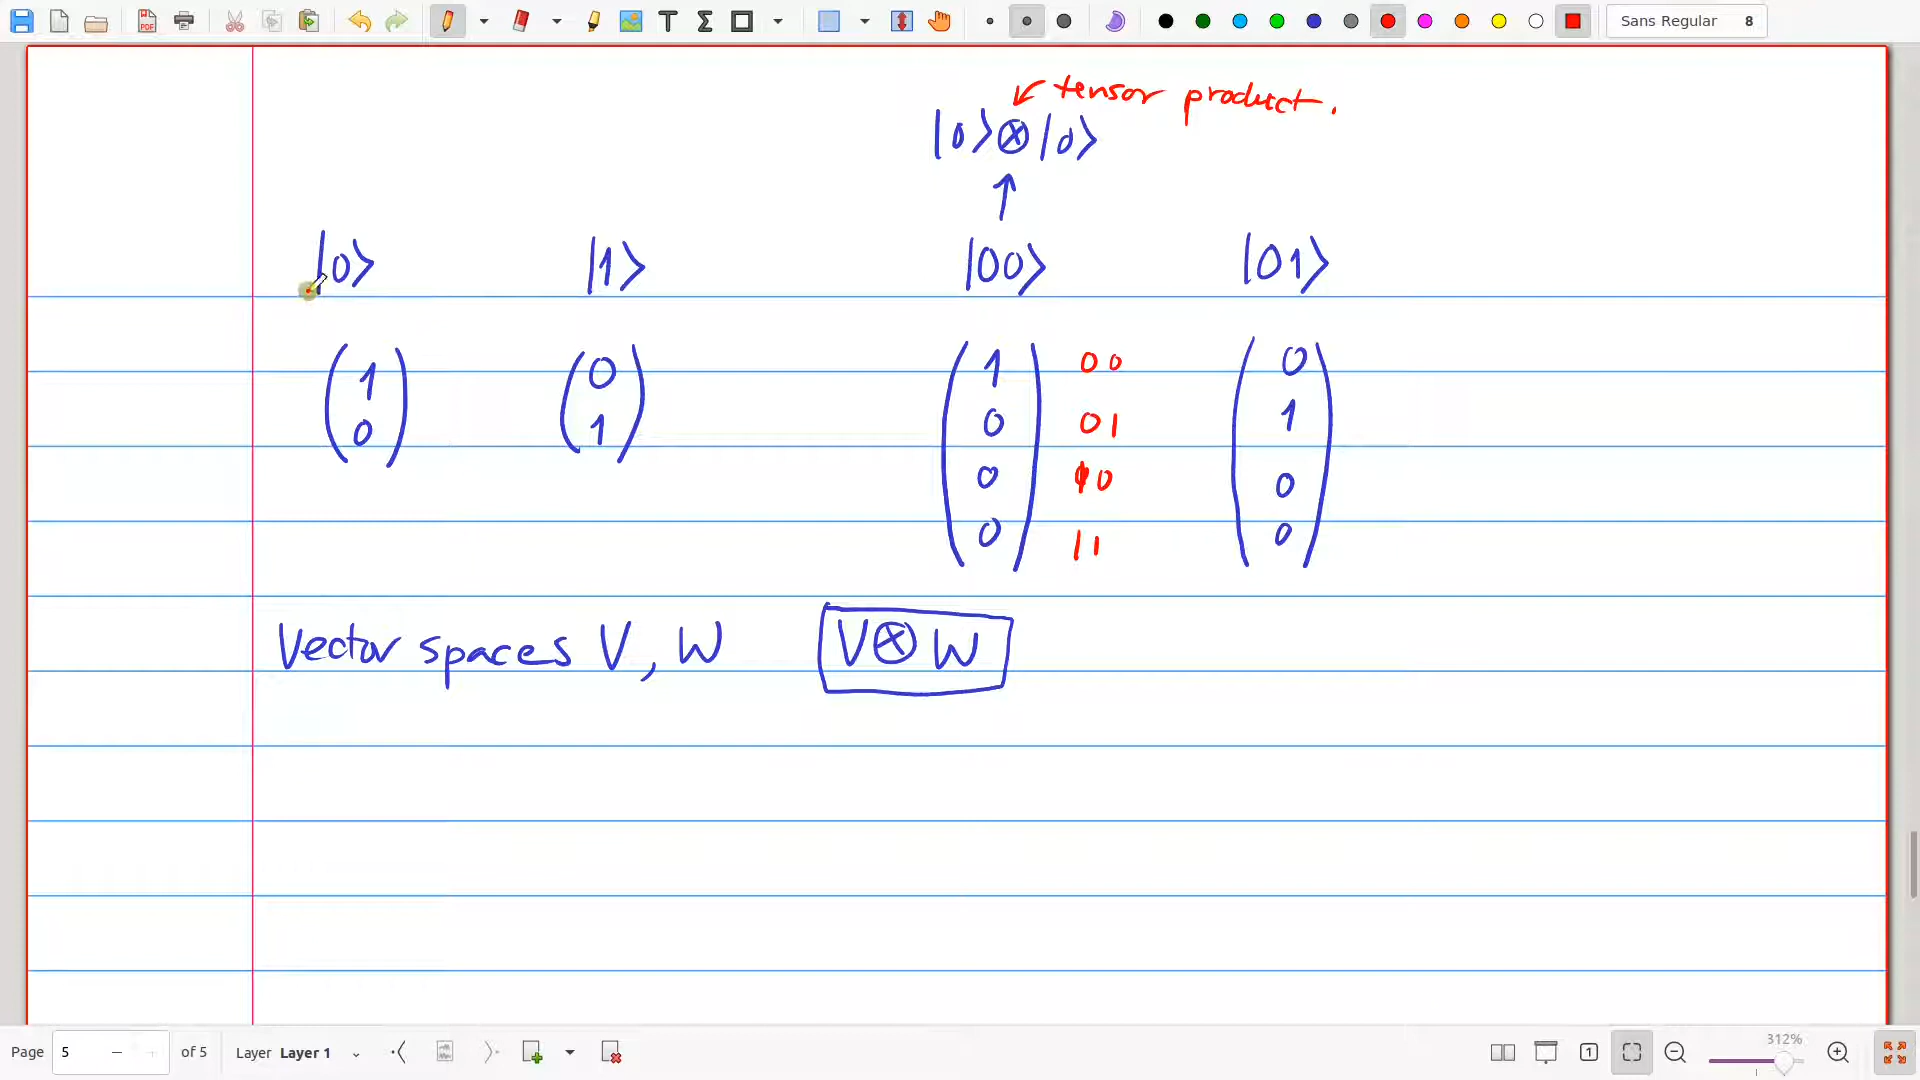 Sans Regular 8
tensor product.
|0⟩⊗|0⟩
↑
|0⟩ |1⟩ |00⟩ |01⟩
1 0 1 00 0
0 1 0 01 1
0 10 0
0 11 0
Vector spaces V, W V⊗W
Page 5 of 5 Layer Layer 1 1 312%